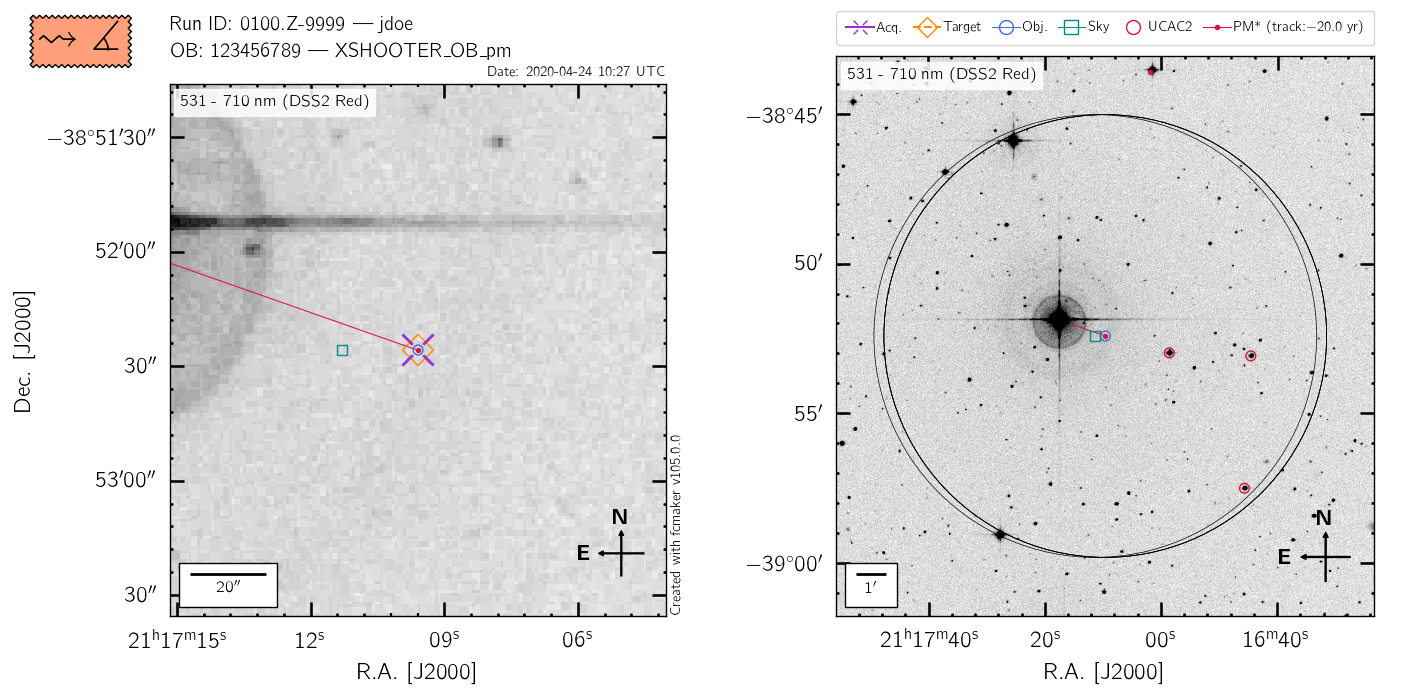 Run ID: 0100.Z-9999 — jdoe
OB: 123456789 — XSHOOTER_OB_pm
Date: 2020-04-24 10:27 UTC
531 - 710 nm (DSS2 Red)
−38°51′30″
52′00″
30″
53′00″
30″
Dec. [J2000]
N
E
20″
Created with fcmaker v105.0.0
21ʰ17ᵐ15ˢ 12ˢ 09ˢ 06ˢ
R.A. [J2000]
Acq. Target Obj. Sky UCAC2 PM* (track:−20.0 yr)
531 - 710 nm (DSS2 Red)
−38°45′
50′
55′
−39°00′
N
E
1′
21ʰ17ᵐ40ˢ 20ˢ 00ˢ 16ᵐ40ˢ
R.A. [J2000]